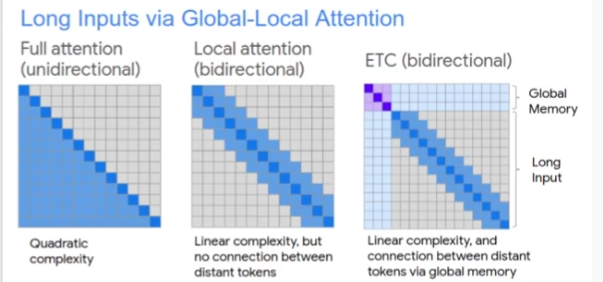 Long Inputs via Global-Local Attention
Full attention
(unidirectional)
Local attention
(bidirectional)
ETC (bidirectional)
Global
Memory
Long
Input
Quadratic
complexity
Linear complexity, but
no connection between
distant tokens
Linear complexity, and
connection between distant
tokens via global memory